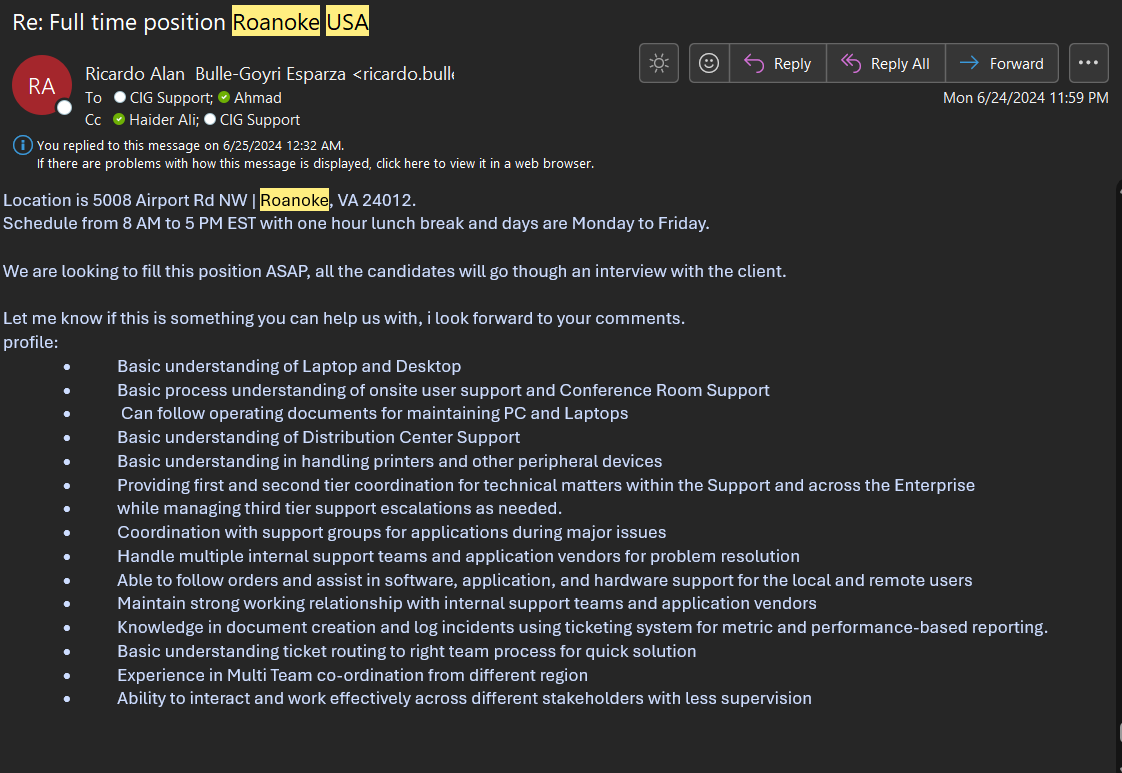 Re: Full time position Roanoke USA
RA
Ricardo Alan Bulle-Goyri Esparza <ricardo.bulle
Reply
Reply All
Forward
To CIG Support; Ahmad
Mon 6/24/2024 11:59 PM
Cc Haider Ali; CIG Support
You replied to this message on 6/25/2024 12:32 AM.
If there are problems with how this message is displayed, click here to view it in a web browser.
Location is 5008 Airport Rd NW | Roanoke, VA 24012.
Schedule from 8 AM to 5 PM EST with one hour lunch break and days are Monday to Friday.
We are looking to fill this position ASAP, all the candidates will go though an interview with the client.
Let me know if this is something you can help us with, i look forward to your comments.
profile:
• Basic understanding of Laptop and Desktop
• Basic process understanding of onsite user support and Conference Room Support
• Can follow operating documents for maintaining PC and Laptops
• Basic understanding of Distribution Center Support
• Basic understanding in handling printers and other peripheral devices
• Providing first and second tier coordination for technical matters within the Support and across the Enterprise
• while managing third tier support escalations as needed.
• Coordination with support groups for applications during major issues
• Handle multiple internal support teams and application vendors for problem resolution
• Able to follow orders and assist in software, application, and hardware support for the local and remote users
• Maintain strong working relationship with internal support teams and application vendors
• Knowledge in document creation and log incidents using ticketing system for metric and performance-based reporting.
• Basic understanding ticket routing to right team process for quick solution
• Experience in Multi Team co-ordination from different region
• Ability to interact and work effectively across different stakeholders with less supervision